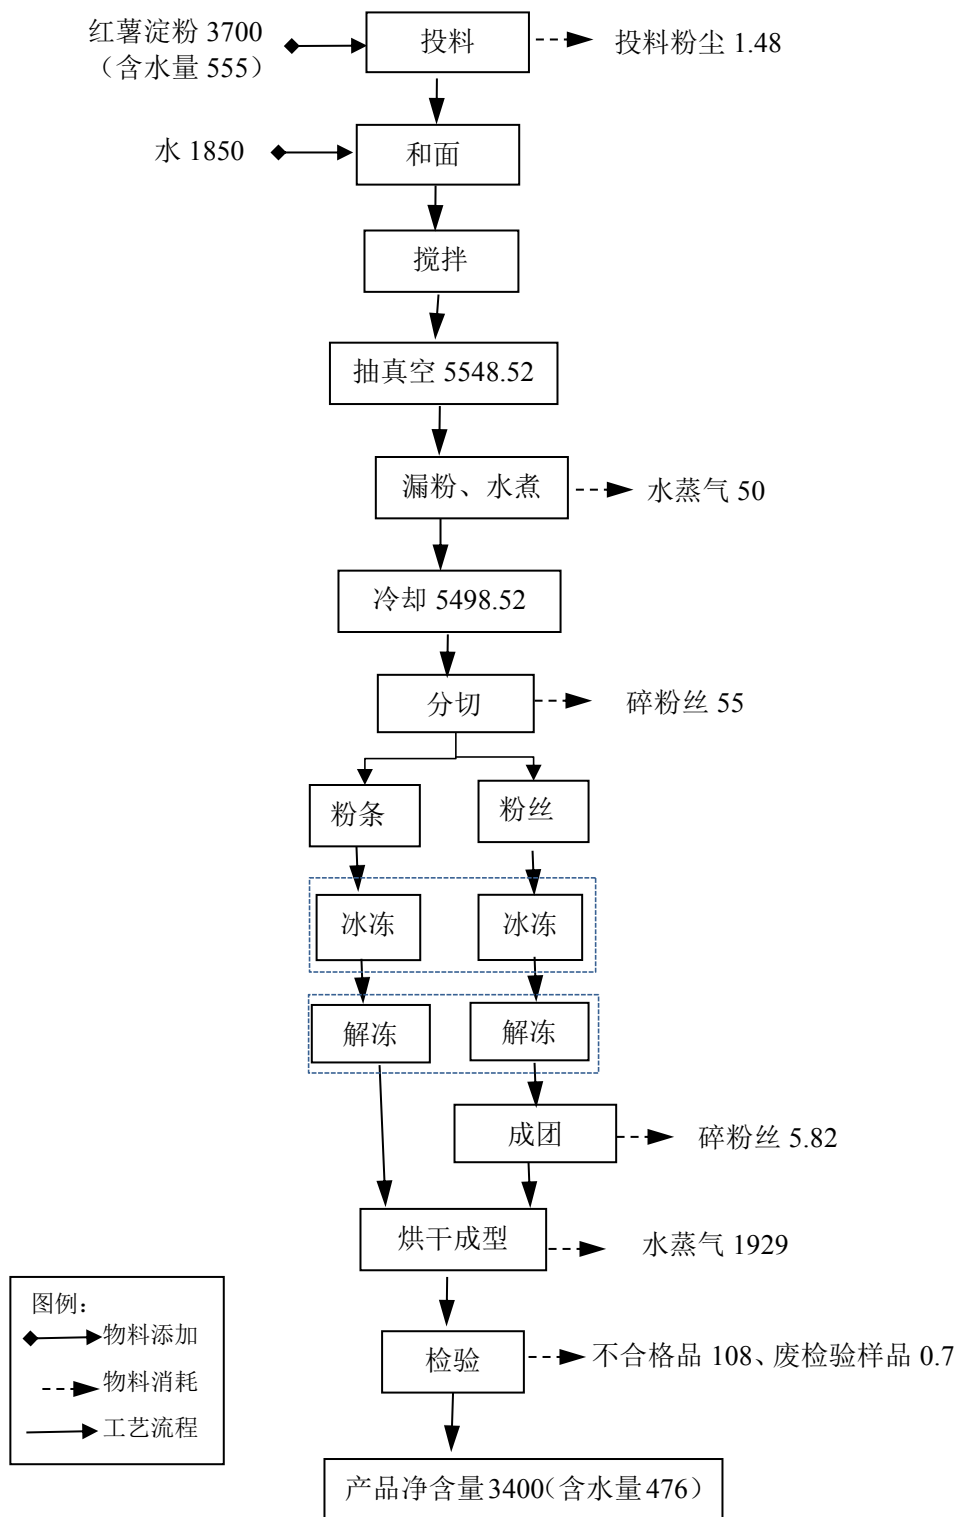 红薯淀粉 3700
（含水量 555）
投料
投料粉尘 1.48
水 1850
和面
搅拌
抽真空 5548.52
漏粉、水煮
水蒸气 50
冷却 5498.52
分切
碎粉丝 55
粉条
粉丝
冰冻
冰冻
解冻
解冻
成团
碎粉丝 5.82
烘干成型
水蒸气 1929
检验
不合格品 108、废检验样品 0.7
产品净含量 3400（含水量 476）
图例：
物料添加
物料消耗
工艺流程